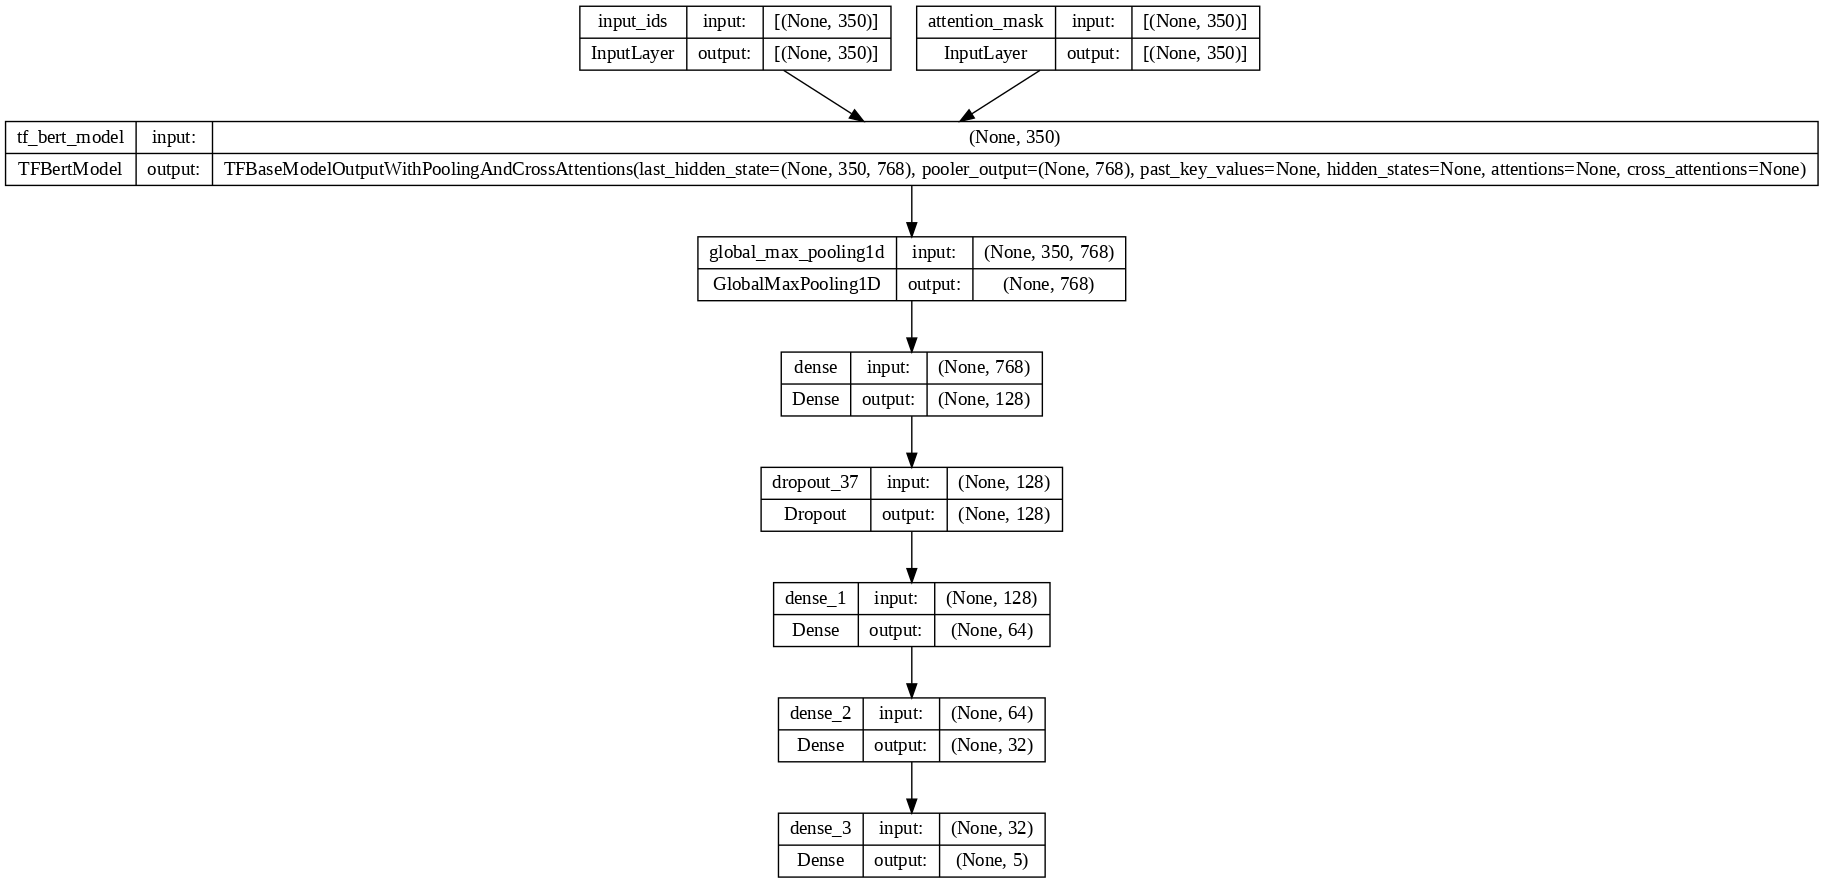 input_ids input: [(None, 350)]
InputLayer output: [(None, 350)]
attention_mask input: [(None, 350)]
InputLayer output: [(None, 350)]
tf_bert_model input: (None, 350)
TFBertModel output: TFBaseModelOutputWithPoolingAndCrossAttentions(last_hidden_state=(None, 350, 768), pooler_output=(None, 768), past_key_values=None, hidden_states=None, attentions=None, cross_attentions=None)
global_max_pooling1d input: (None, 350, 768)
GlobalMaxPooling1D output: (None, 768)
dense input: (None, 768)
Dense output: (None, 128)
dropout_37 input: (None, 128)
Dropout output: (None, 128)
dense_1 input: (None, 128)
Dense output: (None, 64)
dense_2 input: (None, 64)
Dense output: (None, 32)
dense_3 input: (None, 32)
Dense output: (None, 5)